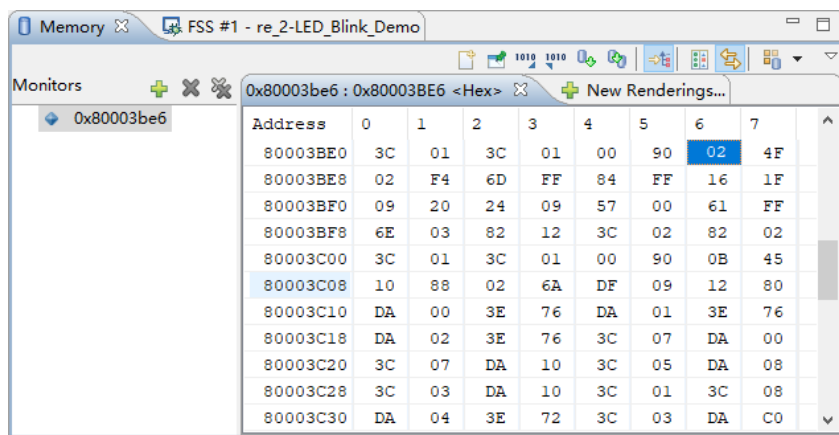 Memory FSS #1 - re_2-LED_Blink_Demo
1010 1010
Monitors 0x80003be6 : 0x80003BE6 <Hex> New Renderings...
0x80003be6
Address 0 1 2 3 4 5 6 7
80003BE0 3C 01 3C 01 00 90 02 4F
80003BE8 02 F4 6D FF 84 FF 16 1F
80003BF0 09 20 24 09 57 00 61 FF
80003BF8 6E 03 82 12 3C 02 82 02
80003C00 3C 01 3C 01 00 90 0B 45
80003C08 10 88 02 6A DF 09 12 80
80003C10 DA 00 3E 76 DA 01 3E 76
80003C18 DA 02 3E 76 3C 07 DA 00
80003C20 3C 07 DA 10 3C 05 DA 08
80003C28 3C 03 DA 10 3C 01 3C 08
80003C30 DA 04 3E 72 3C 03 DA C0